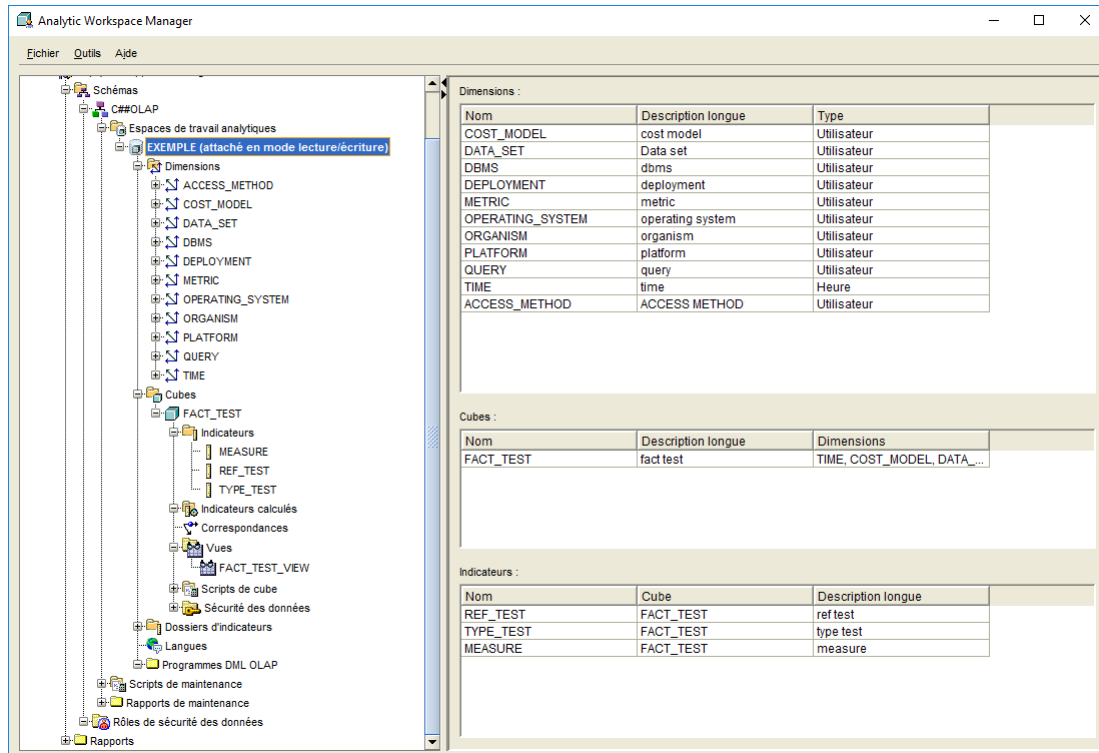 Analytic Workspace Manager
Fichier Outils Aide
Schémas
C##OLAP
Espaces de travail analytiques
EXEMPLE (attaché en mode lecture/écriture)
Dimensions
ACCESS_METHOD
COST_MODEL
DATA_SET
DBMS
DEPLOYMENT
METRIC
OPERATING_SYSTEM
ORGANISM
PLATFORM
QUERY
TIME
Cubes
FACT_TEST
Indicateurs
MEASURE
REF_TEST
TYPE_TEST
Indicateurs calculés
Correspondances
Vues
FACT_TEST_VIEW
Scripts de cube
Sécurité des données
Dossiers d'indicateurs
Langues
Programmes DML OLAP
Scripts de maintenance
Rapports de maintenance
Rôles de sécurité des données
Rapports
Dimensions :
Nom Description longue Type
COST_MODEL cost model Utilisateur
DATA_SET Data set Utilisateur
DBMS dbms Utilisateur
DEPLOYMENT deployment Utilisateur
METRIC metric Utilisateur
OPERATING_SYSTEM operating system Utilisateur
ORGANISM organism Utilisateur
PLATFORM platform Utilisateur
QUERY query Utilisateur
TIME time Heure
ACCESS_METHOD ACCESS METHOD Utilisateur
Cubes :
Nom Description longue Dimensions
FACT_TEST fact test TIME, COST_MODEL, DATA_...
Indicateurs :
Nom Cube Description longue
REF_TEST FACT_TEST ref test
TYPE_TEST FACT_TEST type test
MEASURE FACT_TEST measure